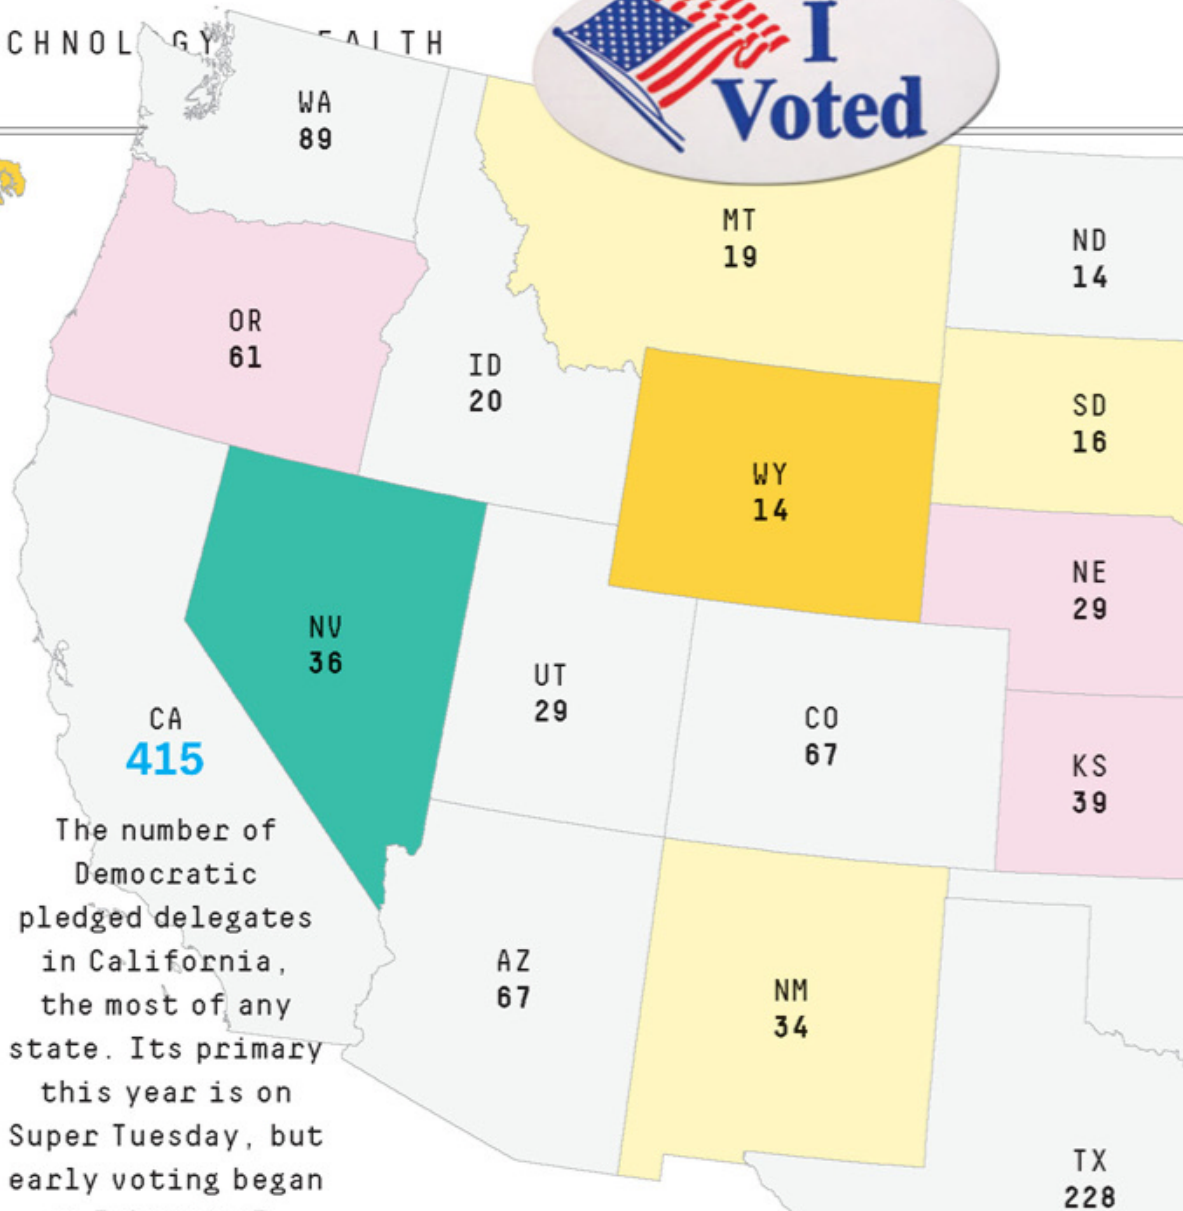 CHNOL GY EALTH
I
Voted
WA
89
MT
19
ND
14
OR
61
ID
20
SD
16
WY
14
NE
29
NV
36
UT
29
CO
67
KS
39
CA
415
The number of
Democratic
pledged delegates
in California,
the most of any
state. Its primary
this year is on
Super Tuesday, but
early voting began
AZ
67
NM
34
TX
228